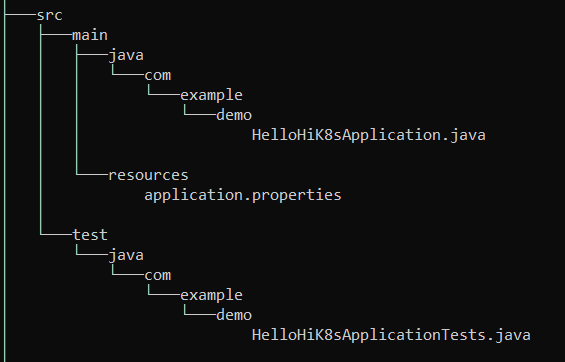 src
main
java
com
example
demo
HelloHiK8sApplication.java
resources
application.properties
test
java
com
example
demo
HelloHiK8sApplicationTests.java